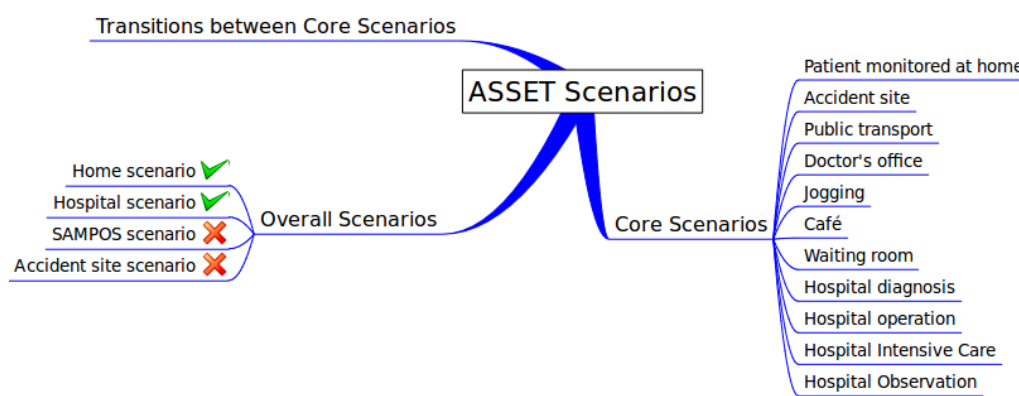 Transitions between Core Scenarios
ASSET Scenarios
Home scenario
Hospital scenario
SAMPOS scenario
Accident site scenario
Overall Scenarios
Core Scenarios
Patient monitored at home
Accident site
Public transport
Doctor's office
Jogging
Café
Waiting room
Hospital diagnosis
Hospital operation
Hospital Intensive Care
Hospital Observation